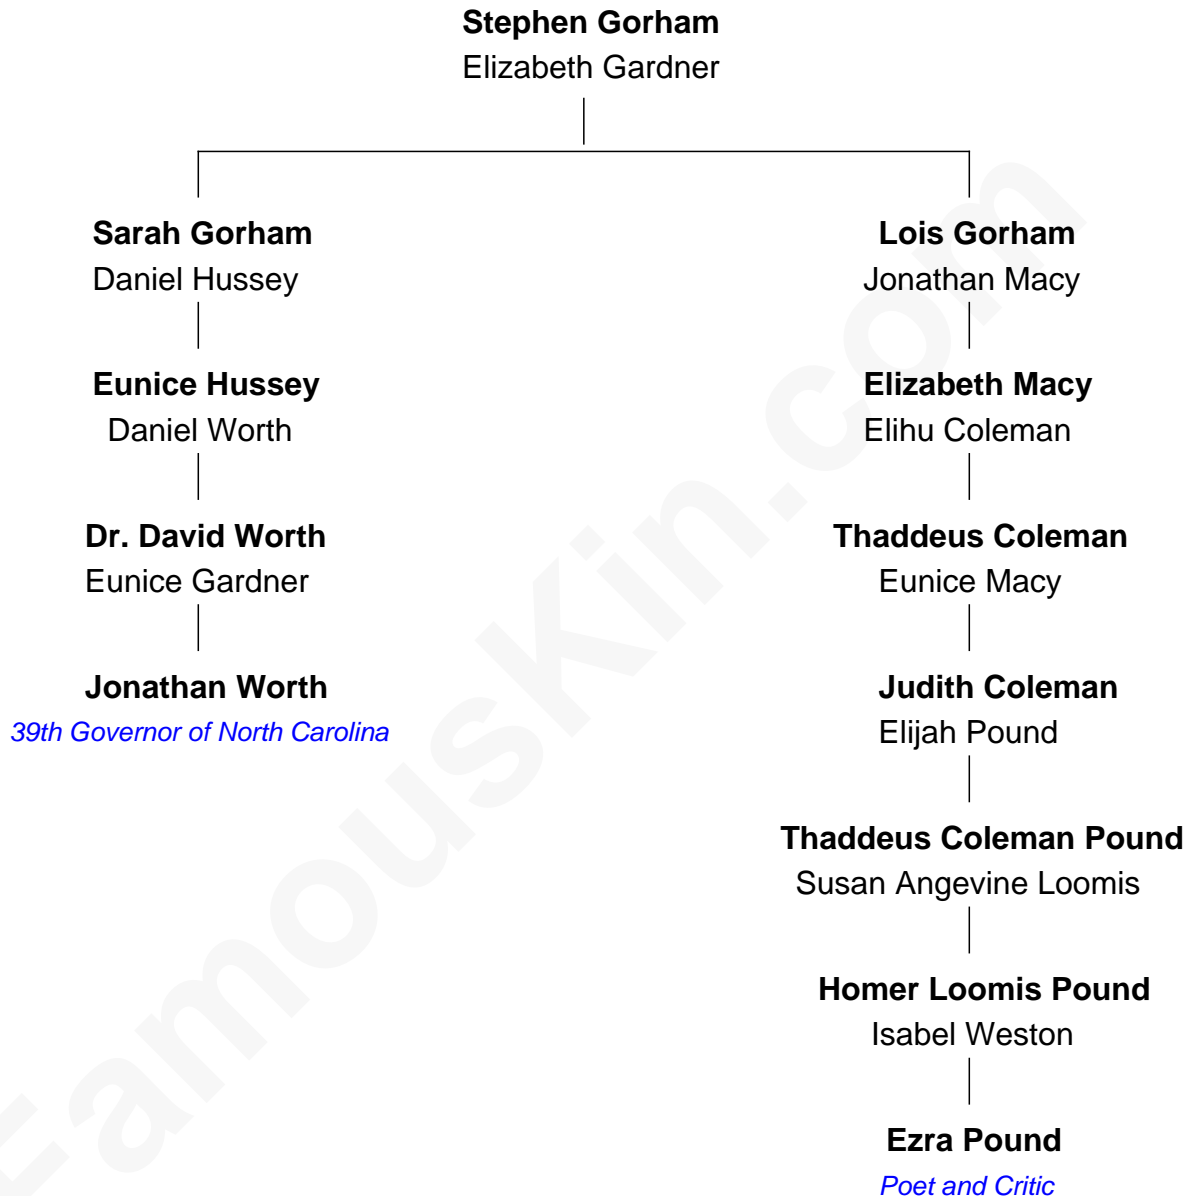 Stephen Gorham
Elizabeth Gardner
Sarah Gorham
Daniel Hussey
Eunice Hussey
Daniel Worth
Dr. David Worth
Eunice Gardner
Jonathan Worth
39th Governor of North Carolina
Lois Gorham
Jonathan Macy
Elizabeth Macy
Elihu Coleman
Thaddeus Coleman
Eunice Macy
Judith Coleman
Elijah Pound
Thaddeus Coleman Pound
Susan Angevine Loomis
Homer Loomis Pound
Isabel Weston
Ezra Pound
Poet and Critic
FamousKin.com